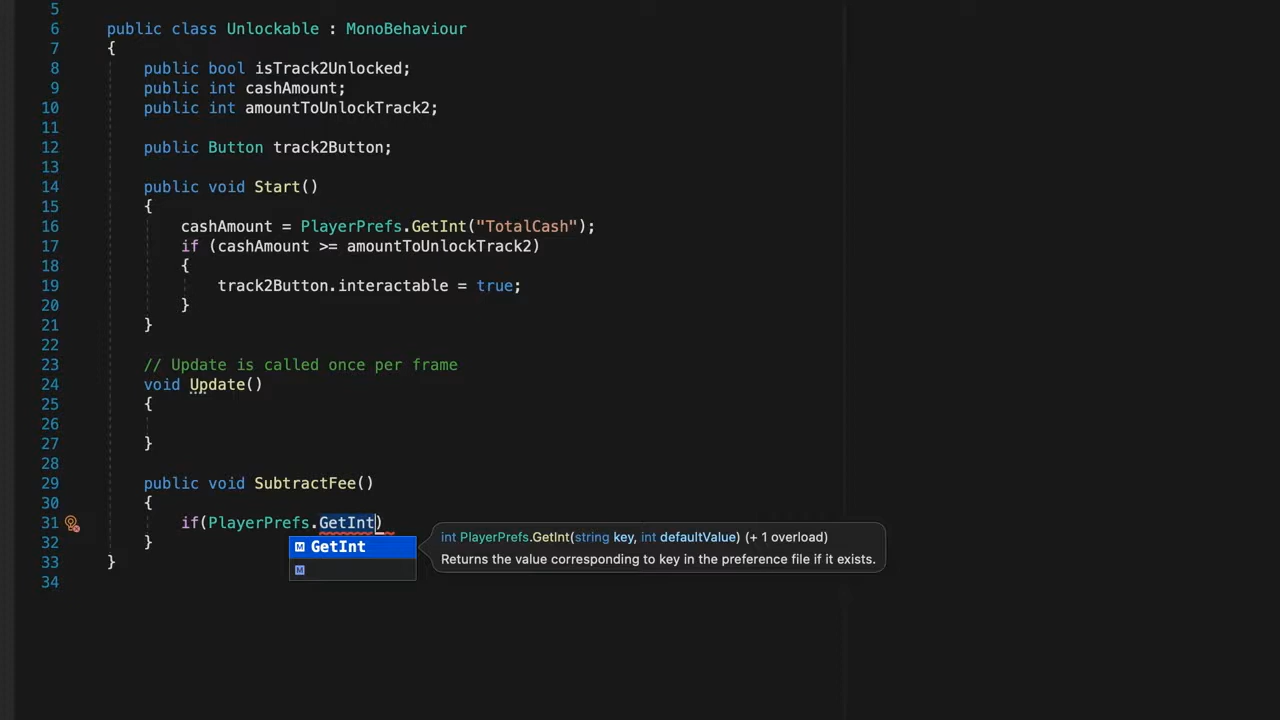 5
6 public class Unlockable : MonoBehaviour
7 {
8 public bool isTrack2Unlocked;
9 public int cashAmount;
10 public int amountToUnlockTrack2;
11
12 public Button track2Button;
13
14 public void Start()
15 {
16 cashAmount = PlayerPrefs.GetInt("TotalCash");
17 if (cashAmount >= amountToUnlockTrack2)
18 {
19 track2Button.interactable = true;
20 }
21 }
22
23 // Update is called once per frame
24 void Update()
25 {
26
27 }
28
29 public void SubtractFee()
30 {
31 if(PlayerPrefs.GetInt)
32 }
33 }
34
M GetInt
M
int PlayerPrefs.GetInt(string key, int defaultValue) (+ 1 overload)
Returns the value corresponding to key in the preference file if it exists.